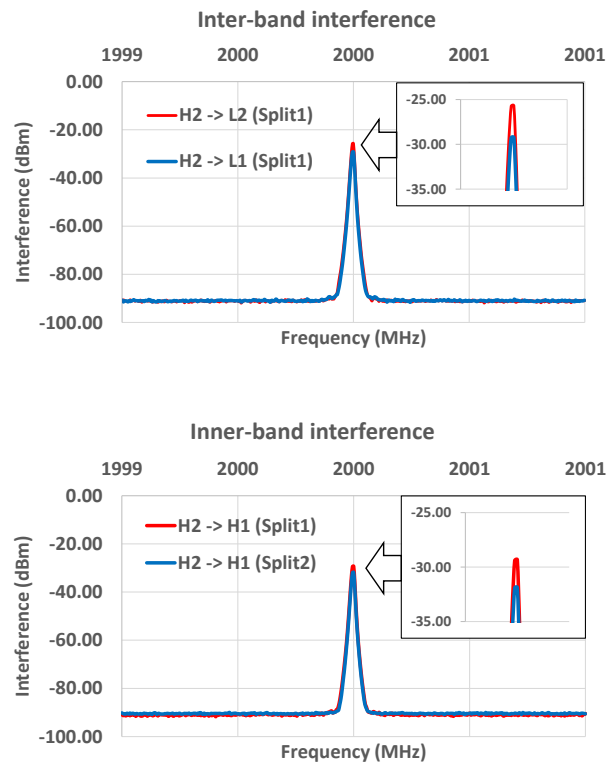 Inter-band interference
1999 2000 2000 2001 2001
0.00
-20.00
-40.00
-60.00
-80.00
-100.00
Interference (dBm)
H2 -> L2 (Split1)
H2 -> L1 (Split1)
-25.00
-30.00
-35.00
Frequency (MHz)
Inner-band interference
1999 2000 2000 2001 2001
0.00
-20.00
-40.00
-60.00
-80.00
-100.00
Interference (dBm)
H2 -> H1 (Split1)
H2 -> H1 (Split2)
-25.00
-30.00
-35.00
Frequency (MHz)